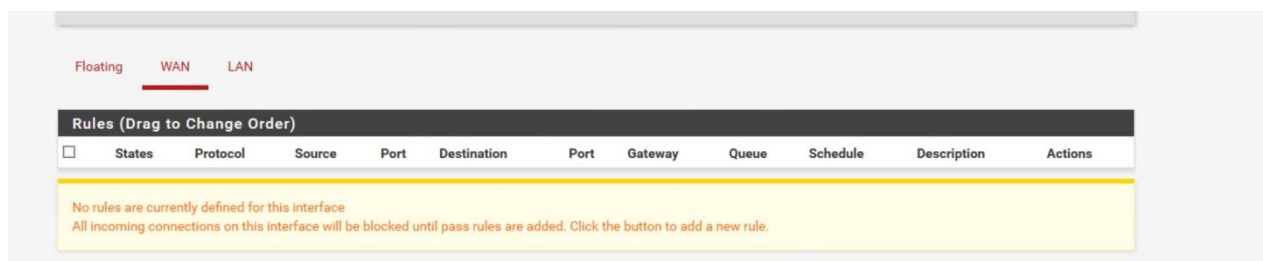 Floating WAN LAN
Rules (Drag to Change Order)
States Protocol Source Port Destination Port Gateway Queue Schedule Description Actions
No rules are currently defined for this interface
All incoming connections on this interface will be blocked until pass rules are added. Click the button to add a new rule.